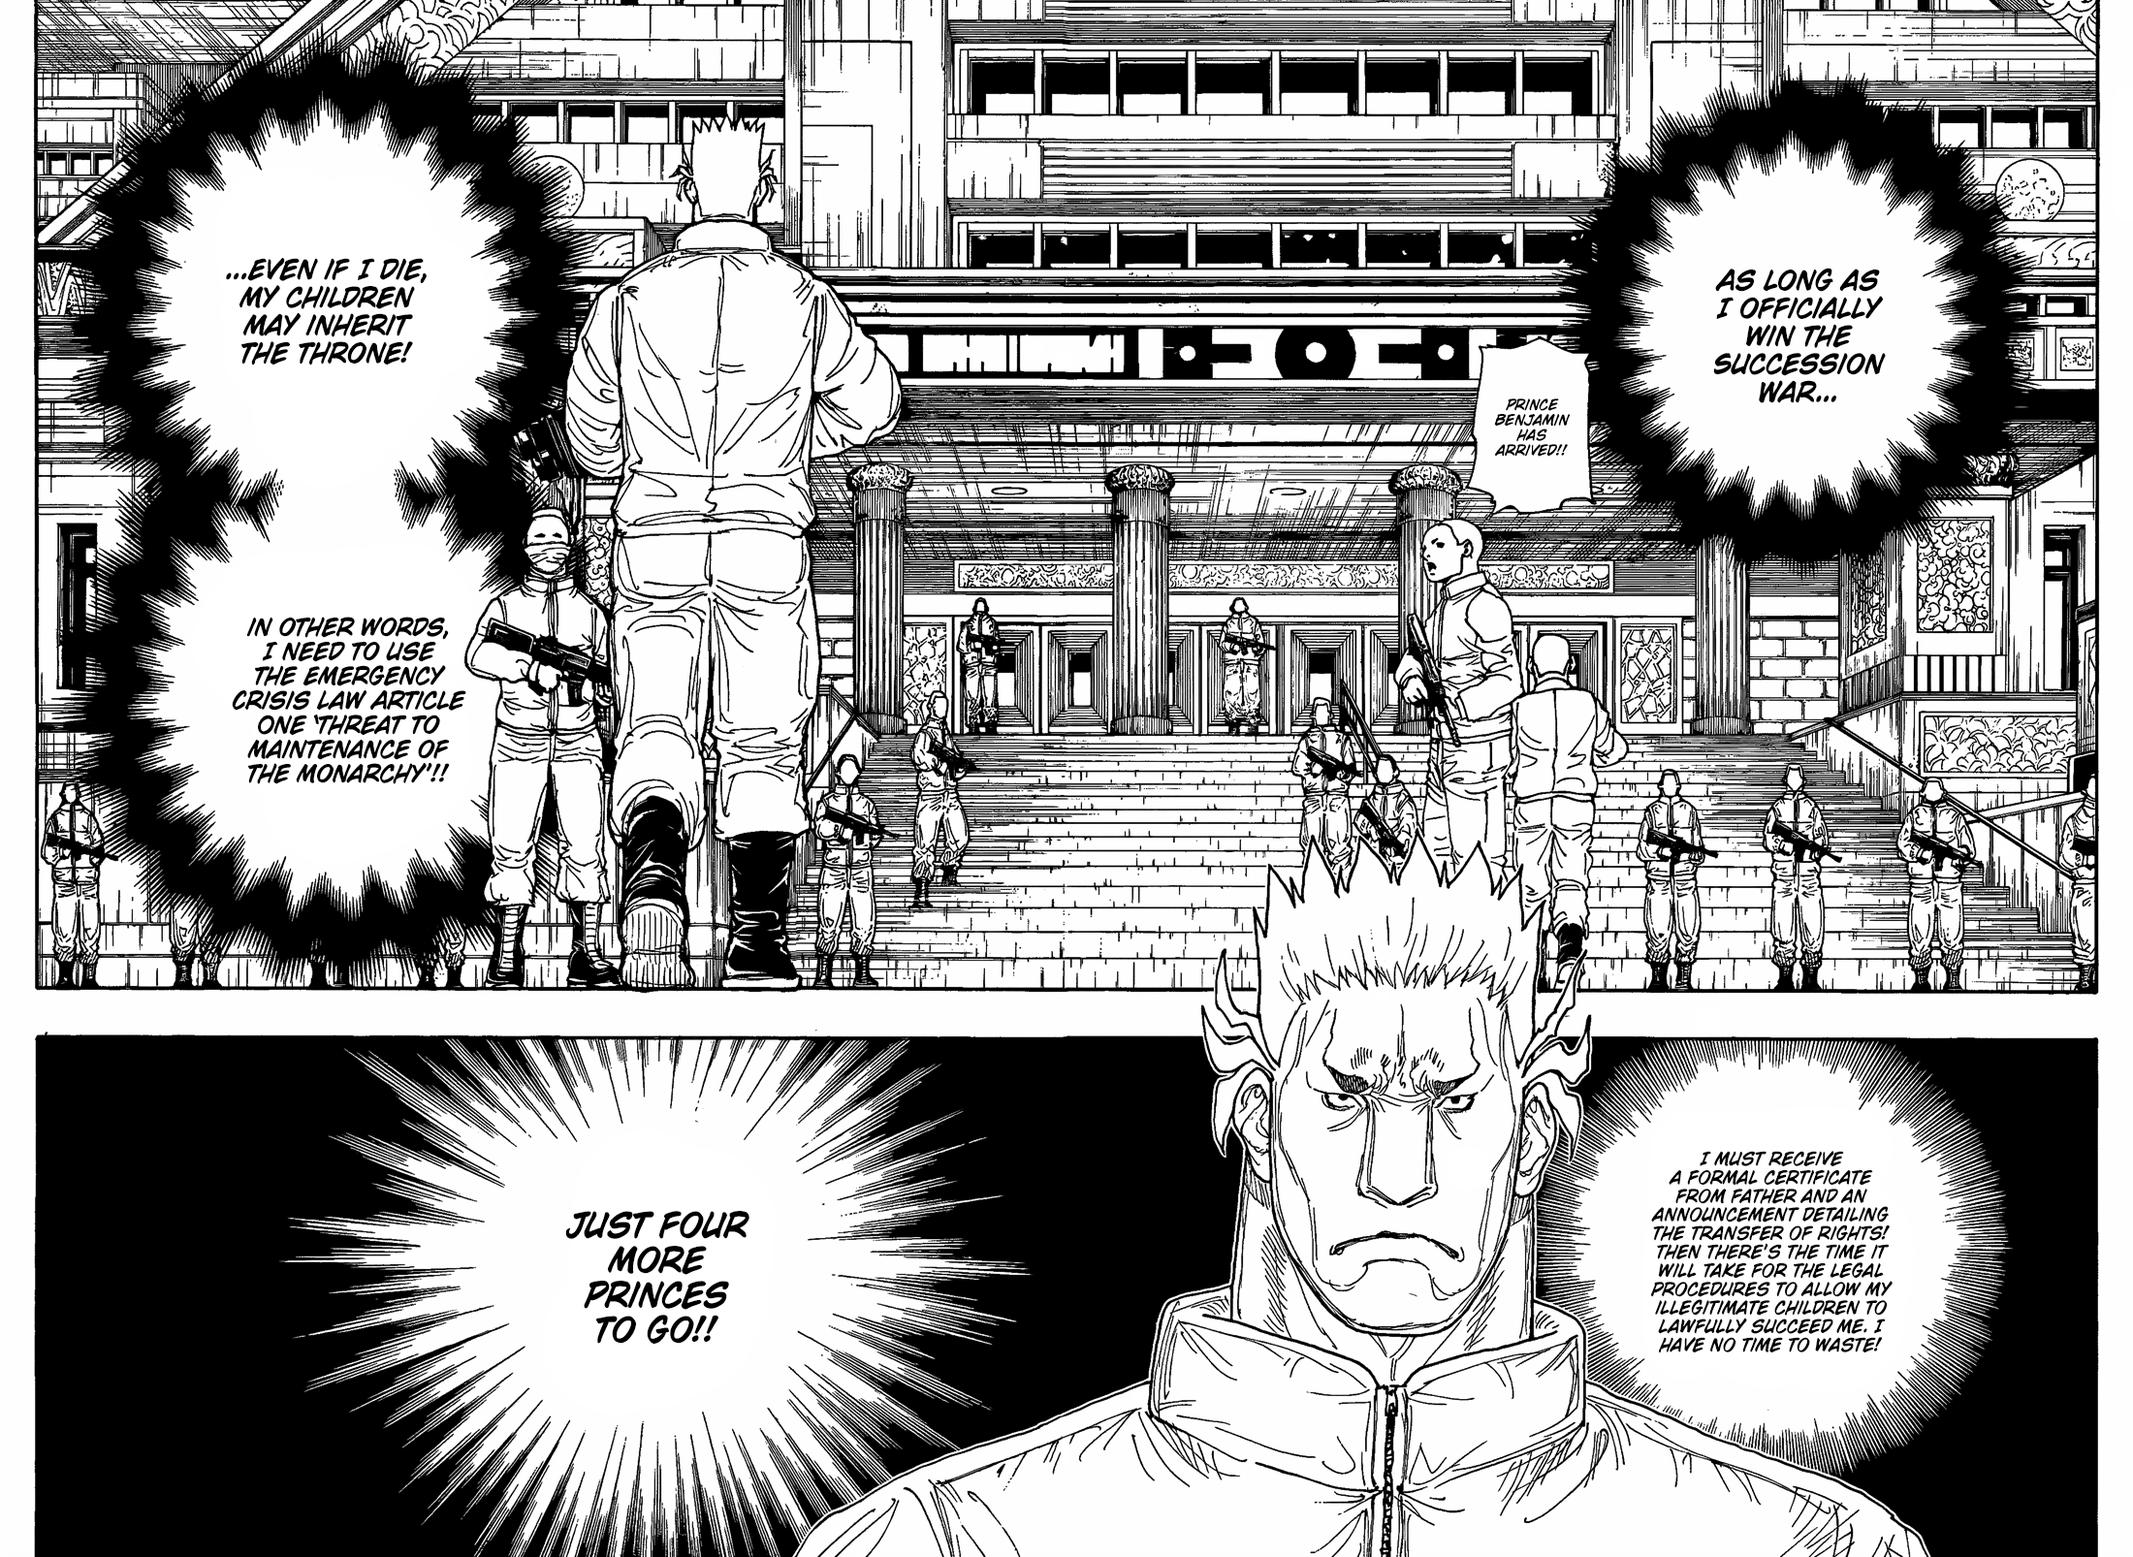 AS LONG AS
I OFFICIALLY
WIN THE
SUCCESSION
WAR...
PRINCE
BENJAMIN
HAS
ARRIVED!!
...EVEN IF I DIE,
MY CHILDREN
MAY INHERIT
THE THRONE!
IN OTHER WORDS,
I NEED TO USE
THE EMERGENCY
CRISIS LAW ARTICLE
ONE 'THREAT TO
MAINTENANCE OF
THE MONARCHY'!!
I MUST RECEIVE
A FORMAL CERTIFICATE
FROM FATHER AND AN
ANNOUNCEMENT DETAILING
THE TRANSFER OF RIGHTS!
THEN THERE'S THE TIME IT
WILL TAKE FOR THE LEGAL
PROCEDURES TO ALLOW MY
ILLEGITIMATE CHILDREN TO
LAWFULLY SUCCEED ME. I
HAVE NO TIME TO WASTE!
JUST FOUR
MORE
PRINCES
TO GO!!